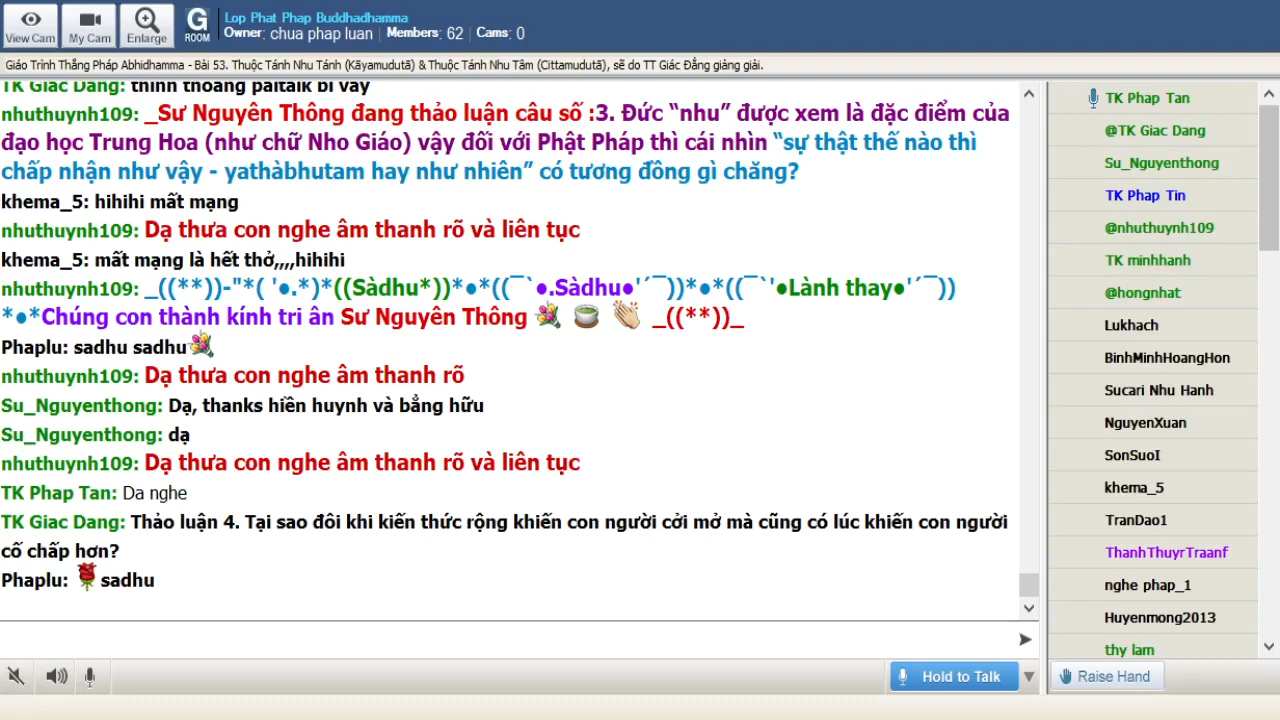 View Cam
My Cam
Enlarge
G
ROOM
Lop Phat Phap Buddhadhamma
Owner: chua phap luan Members: 62 Cams: 0
Giáo Trình Thắng Pháp Abhidhamma - Bài 53. Thuộc Tánh Nhu Tánh (Kāyamudutā) & Thuộc Tánh Nhu Tâm (Cittamudutā), sẽ do TT Giác Đẳng giảng giải.
TK Giac Dang: thỉnh thoảng paltalk bị vậy
nhuthuynh109: _Sư Nguyên Thông đang thảo luận câu số :3. Đức “nhu” được xem là đặc điểm của
đạo học Trung Hoa (như chữ Nho Giáo) vậy đối với Phật Pháp thì cái nhìn “sự thật thế nào thì
chấp nhận như vậy - yathàbhutam hay như nhiên” có tương đồng gì chăng?
khema_5: hihihi mất mạng
nhuthuynh109: Dạ thưa con nghe âm thanh rõ và liên tục
khema_5: mất mạng là hết thở,,,,hihihi
nhuthuynh109: _((**))-"*( '●.*)*((Sàdhu*))*●*((¯`●.Sàdhu●'´¯))*●*((¯`'●Lành thay●'´¯))
*●*Chúng con thành kính tri ân Sư Nguyên Thông _((**))_
Phaplu: sadhu sadhu
nhuthuynh109: Dạ thưa con nghe âm thanh rõ
Su_Nguyenthong: Dạ, thanks hiền huynh và bằng hữu
Su_Nguyenthong: dạ
nhuthuynh109: Dạ thưa con nghe âm thanh rõ và liên tục
TK Phap Tan: Da nghe
TK Giac Dang: Thảo luận 4. Tại sao đôi khi kiến thức rộng khiến con người cởi mở mà cũng có lúc khiến con người
cố chấp hơn?
Phaplu: sadhu
Hold to Talk
TK Phap Tan
@TK Giac Dang
Su_Nguyenthong
TK Phap Tin
@nhuthuynh109
TK minhhanh
@hongnhat
Lukhach
BinhMinhHoangHon
Sucari Nhu Hanh
NguyenXuan
SonSuoI
khema_5
TranDao1
ThanhThuyrTraanf
nghe phap_1
Huyenmong2013
thy lam
Raise Hand